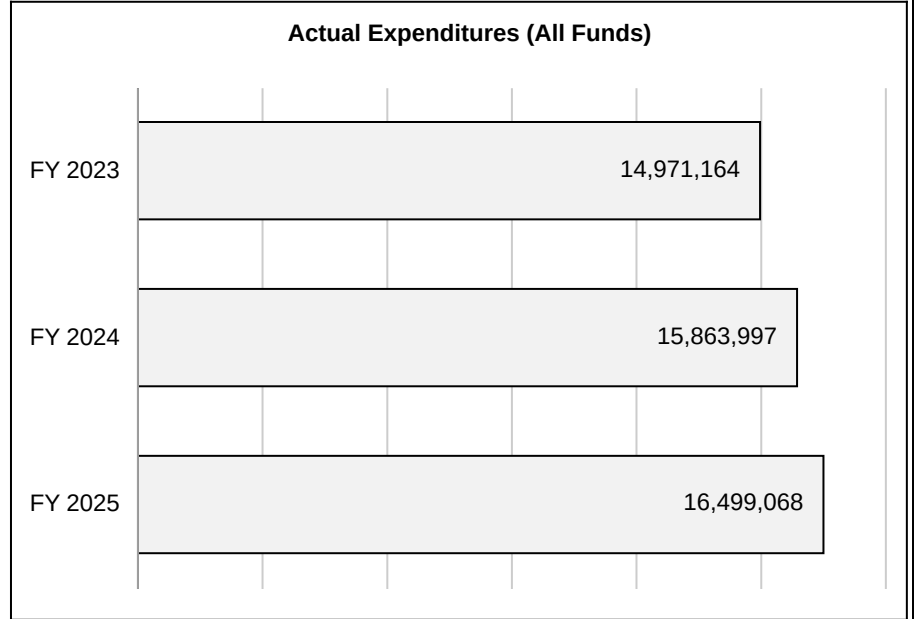 Actual Expenditures (All Funds)
FY 2023
14,971,164
FY 2024
15,863,997
FY 2025
16,499,068